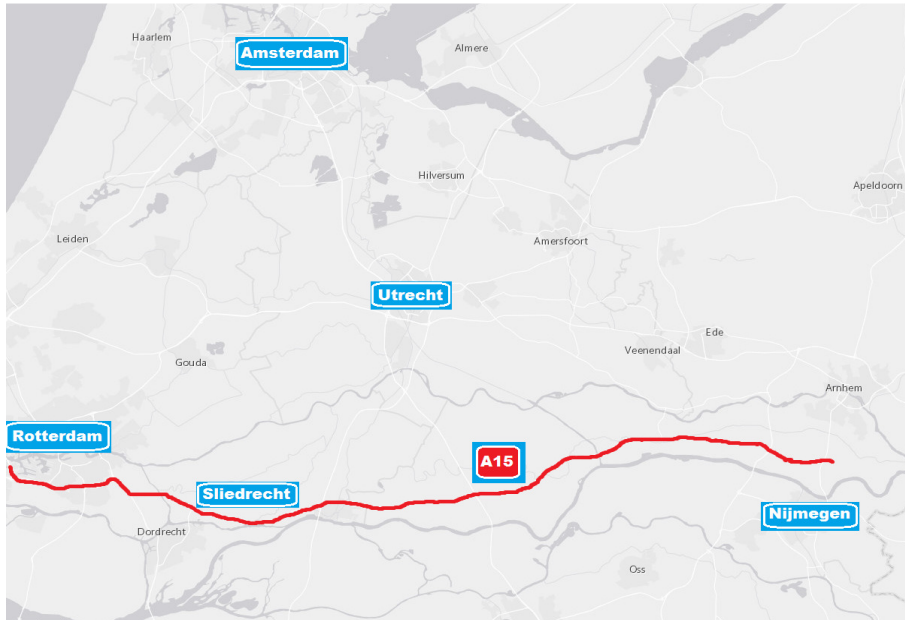 Haarlem
Amsterdam
Almere
Hilversum
Apeldoorn
Leiden
Amersfoort
Utrecht
Ede
Veenendaal
Gouda
Arnhem
Rotterdam
A15
Sliedrecht
Nijmegen
Dordrecht
Oss